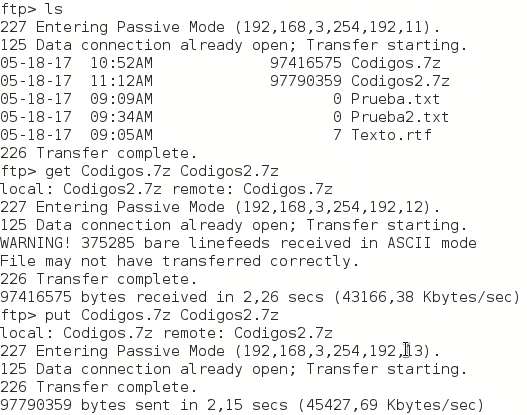 ftp> ls
227 Entering Passive Mode (192,168,3,254,192,11).
125 Data connection already open; Transfer starting.
05-18-17  10:52AM             97416575 Codigos.7z
05-18-17  11:12AM             97790359 Codigos2.7z
05-18-17  09:09AM                    0 Prueba.txt
05-18-17  09:34AM                    0 Prueba2.txt
05-18-17  09:05AM                    7 Texto.rtf
226 Transfer complete.
ftp> get Codigos.7z Codigos2.7z
local: Codigos2.7z remote: Codigos.7z
227 Entering Passive Mode (192,168,3,254,192,12).
125 Data connection already open; Transfer starting.
WARNING! 375285 bare linefeeds received in ASCII mode
File may not have transferred correctly.
226 Transfer complete.
97416575 bytes received in 2,26 secs (43166,38 Kbytes/sec)
ftp> put Codigos.7z Codigos2.7z
local: Codigos.7z remote: Codigos2.7z
227 Entering Passive Mode (192,168,3,254,192,13).
125 Data connection already open; Transfer starting.
226 Transfer complete.
97790359 bytes sent in 2,15 secs (45427,69 Kbytes/sec)